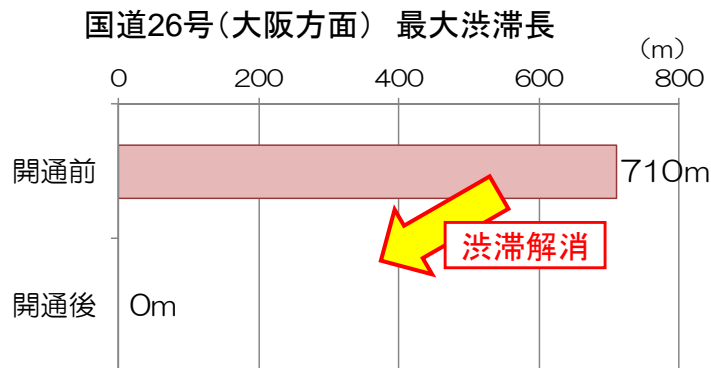 国道26号（大阪方面） 最大渋滞長
（m）
0 200 400 600 800
開通前 710m
渋滞解消
開通後 0m